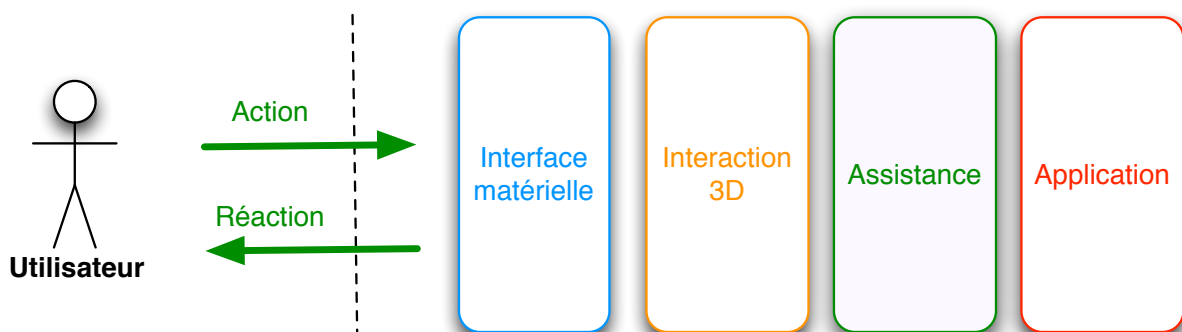 Action
Réaction
Utilisateur
Interface
matérielle
Interaction
3D
Assistance
Application